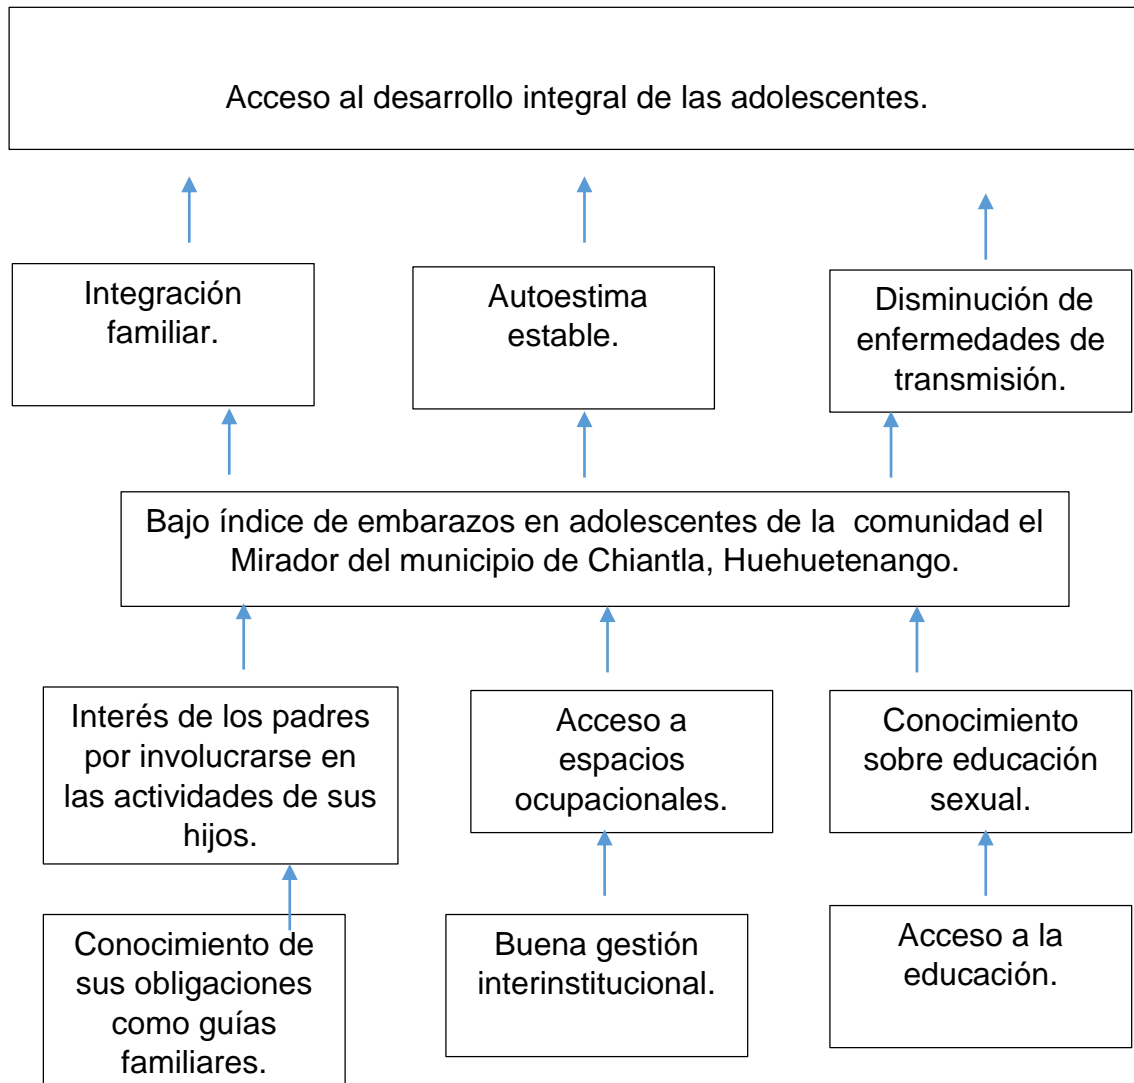 Acceso al desarrollo integral de las adolescentes.
Integración
familiar.
Autoestima
estable.
Disminución de
enfermedades de
transmisión.
Bajo índice de embarazos en adolescentes de la comunidad el
Mirador del municipio de Chiantla, Huehuetenango.
Interés de los padres
por involucrarse en
las actividades de sus
hijos.
Acceso a
espacios
ocupacionales.
Conocimiento
sobre educación
sexual.
Conocimiento de
sus obligaciones
como guías
familiares.
Buena gestión
interinstitucional.
Acceso a la
educación.